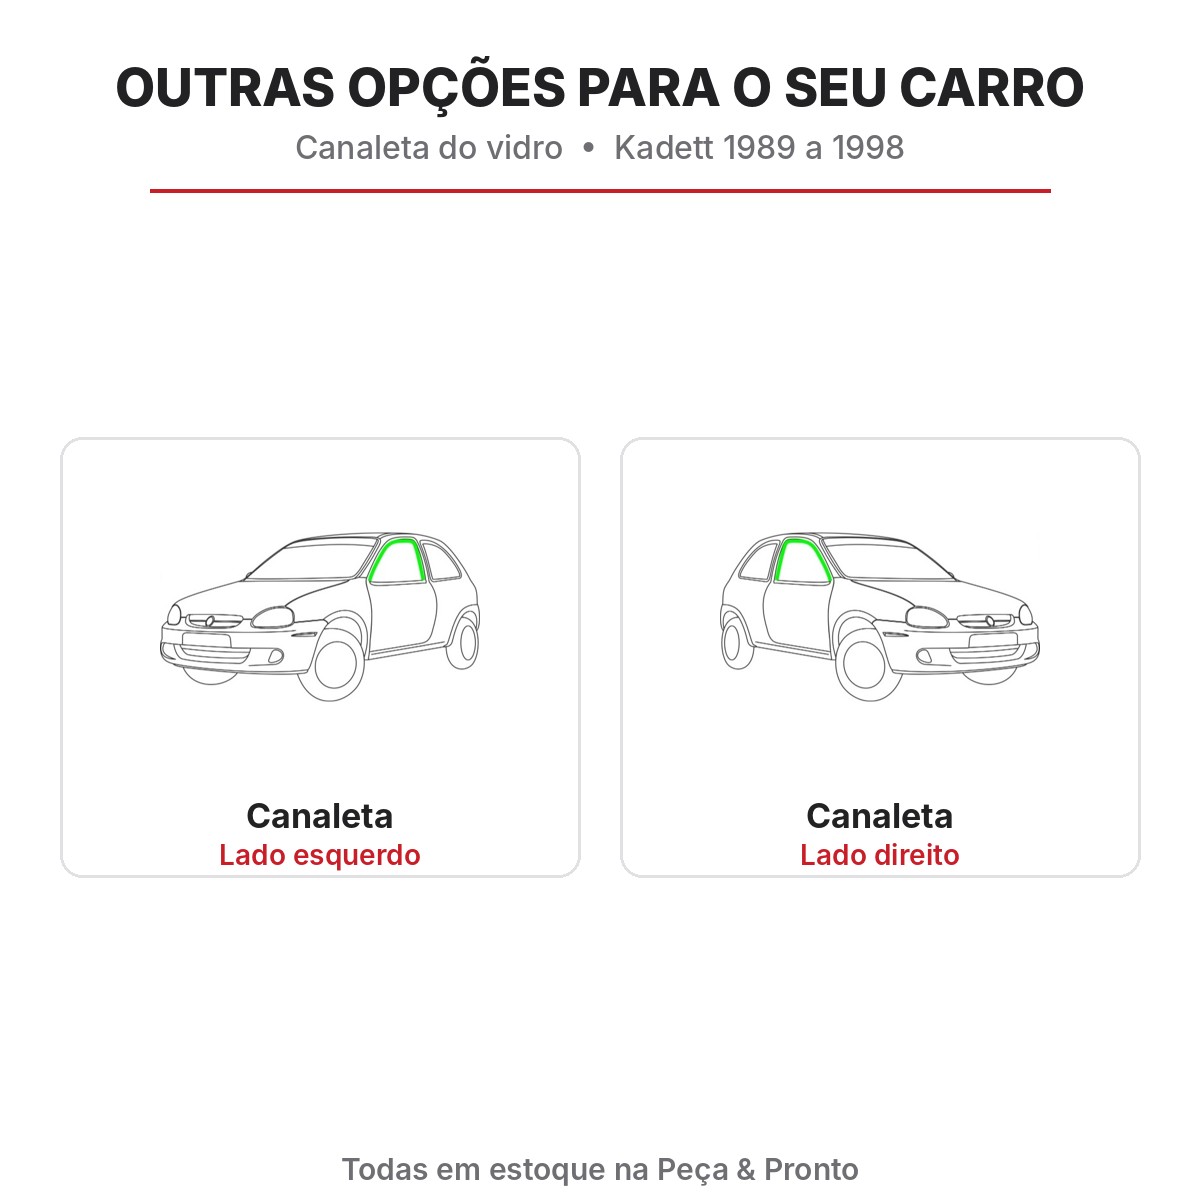 OUTRAS OPÇÕES PARA O SEU CARRO
Canaleta do vidro • Kadett 1989 a 1998
Canaleta
Lado esquerdo
Canaleta
Lado direito
Todas em estoque na Peça & Pronto